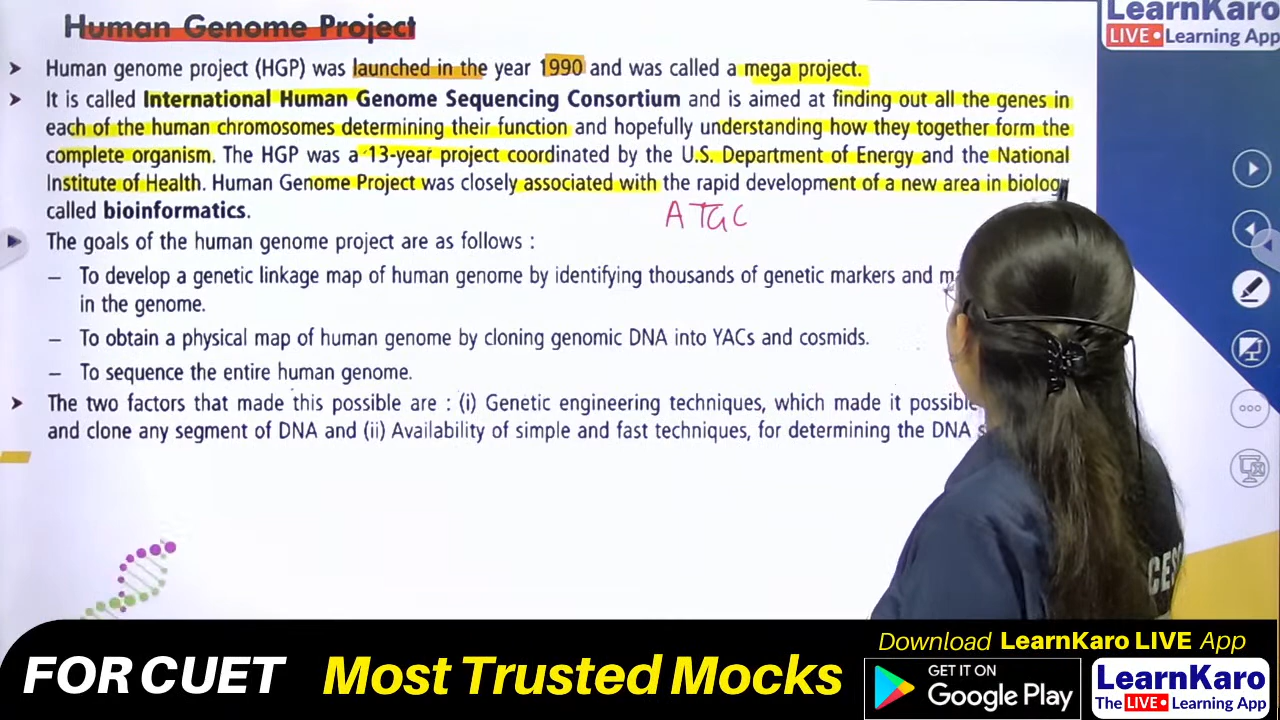 Human Genome Project
LearnKaro
LIVE• Learning App
➤ Human genome project (HGP) was launched in the year 1990 and was called a mega project.
➤ It is called International Human Genome Sequencing Consortium and is aimed at finding out all the genes in
each of the human chromosomes determining their function and hopefully understanding how they together form the
complete organism. The HGP was a 13-year project coordinated by the U.S. Department of Energy and the National
Institute of Health. Human Genome Project was closely associated with the rapid development of a new area in biology
called bioinformatics.
A T G C
➤ The goals of the human genome project are as follows :
– To develop a genetic linkage map of human genome by identifying thousands of genetic markers and
in the genome.
– To obtain a physical map of human genome by cloning genomic DNA into YACs and cosmids.
– To sequence the entire human genome.
➤ The two factors that made this possible are : (i) Genetic engineering techniques, which made it possible
and clone any segment of DNA and (ii) Availability of simple and fast techniques, for determining the DNA
CES
FOR CUET Most Trusted Mocks
Download LearnKaro LIVE App
GET IT ON
Google Play
LearnKaro
The LIVE• Learning App